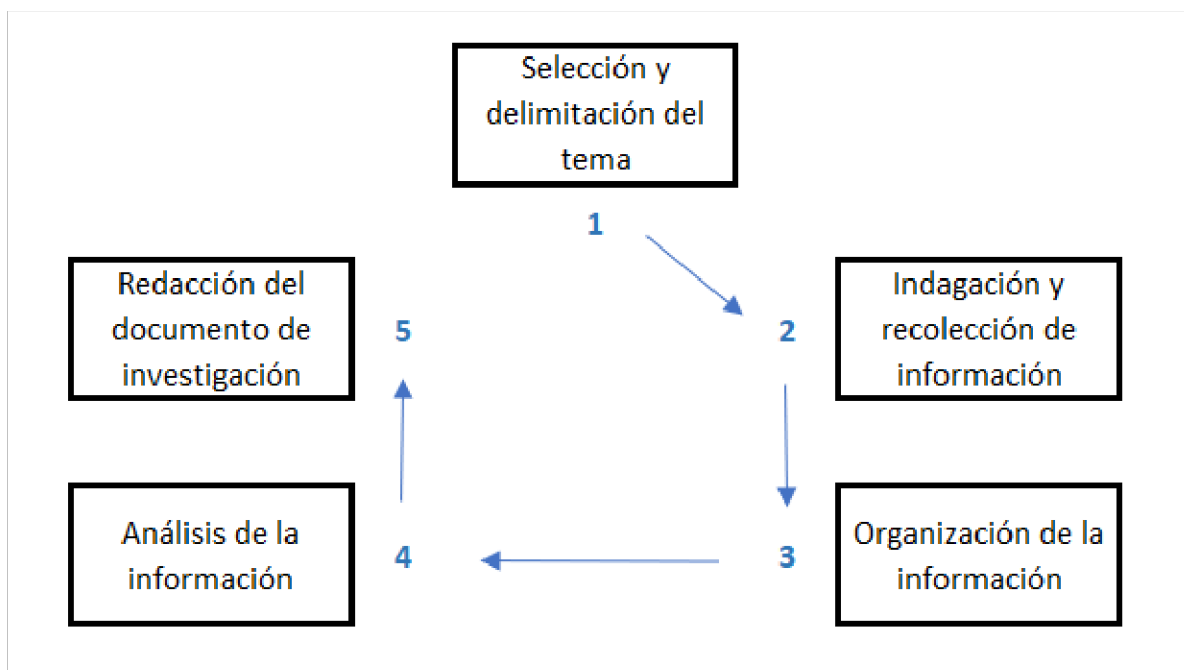 Selección y
delimitación del
tema
1
Redacción del
documento de
investigación
5
2
Indagación y
recolección de
información
Análisis de la
información
4
3
Organización de la
información